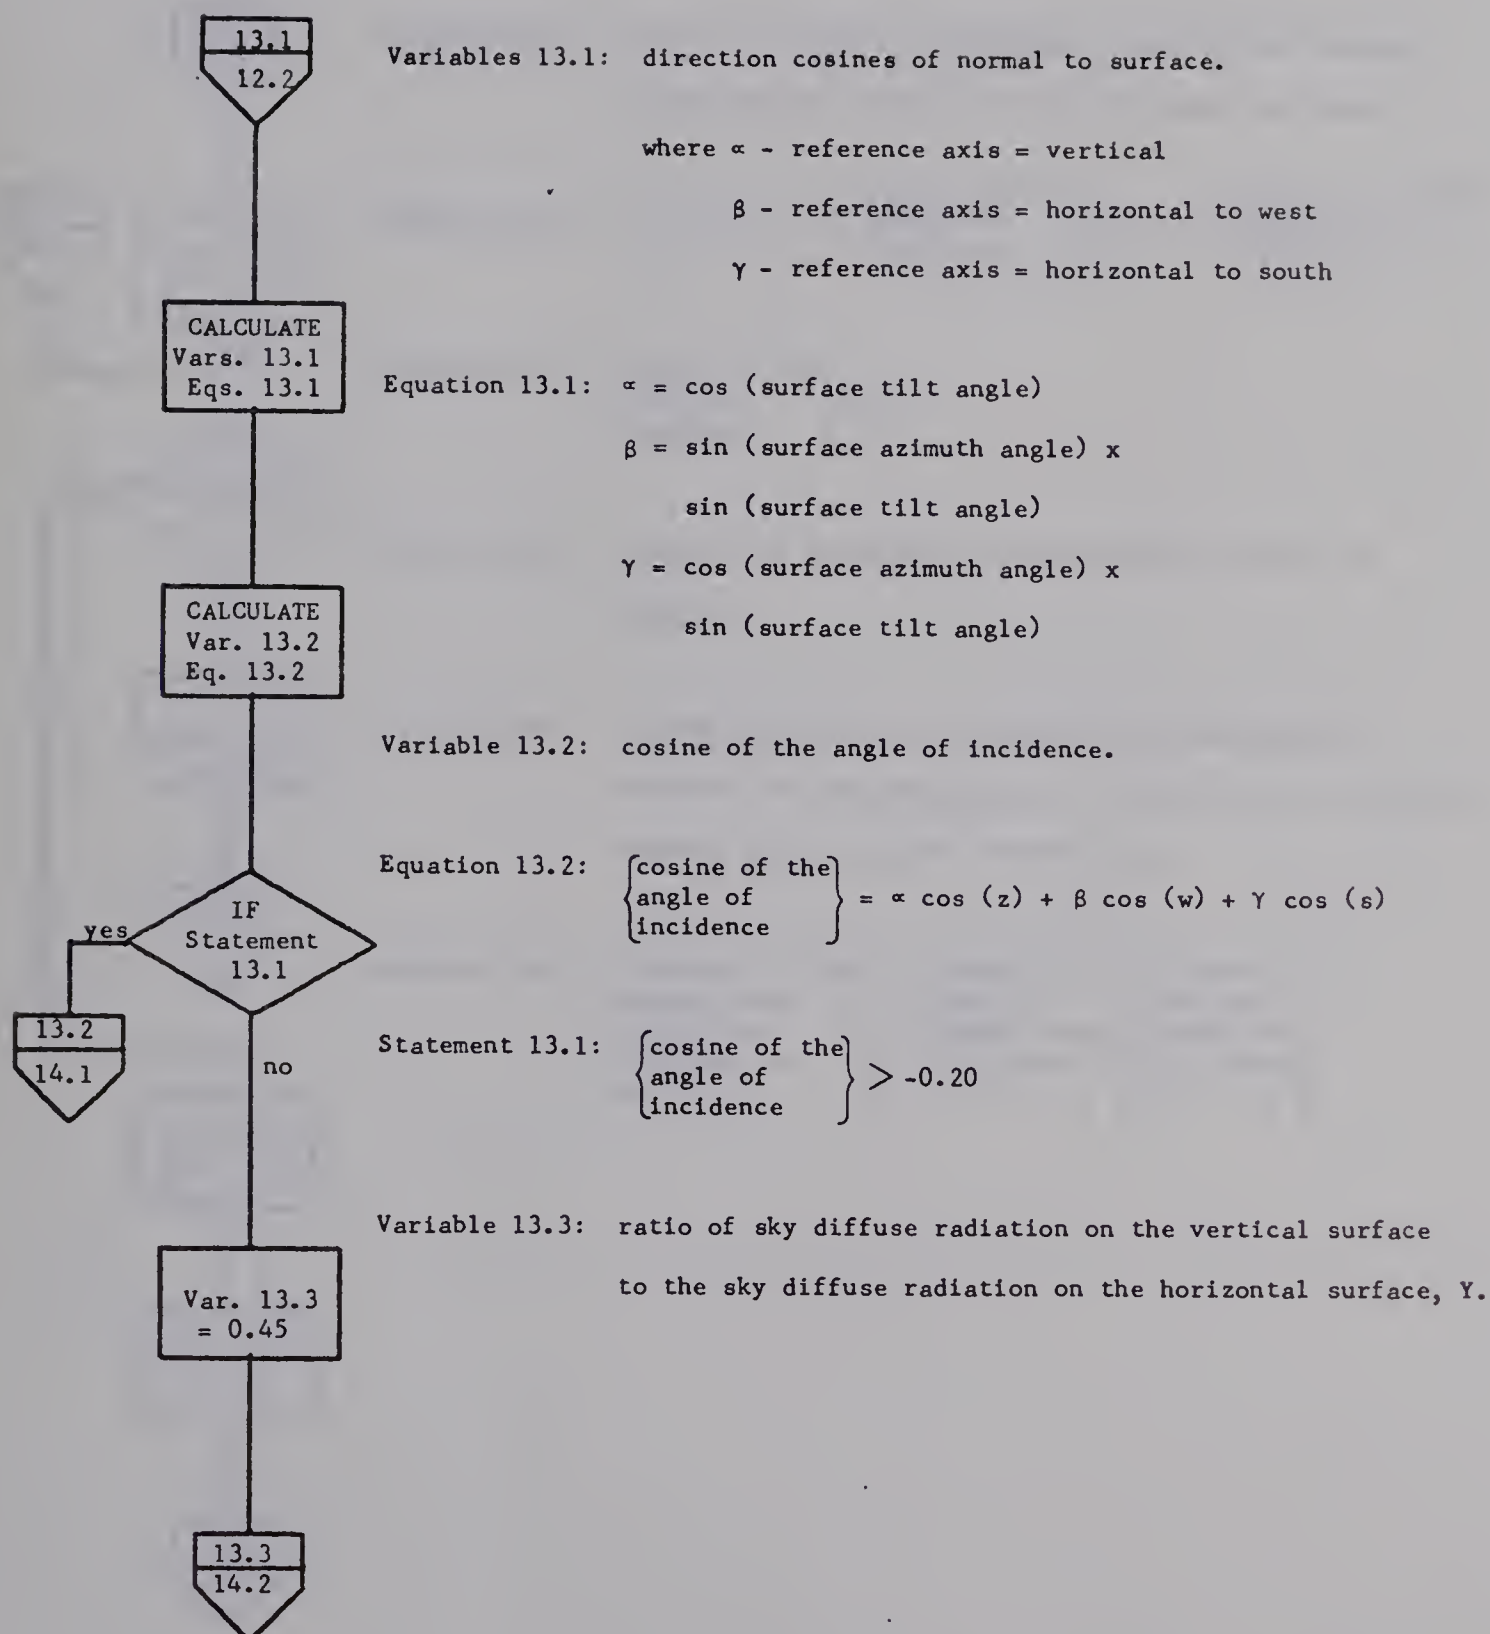 13.1
12.2
Variables 13.1: direction cosines of normal to surface.
where ∝ - reference axis = vertical
β - reference axis = horizontal to west
γ - reference axis = horizontal to south
CALCULATE
Vars. 13.1
Eqs. 13.1
Equation 13.1: ∝ = cos (surface tilt angle)
β = sin (surface azimuth angle) x
sin (surface tilt angle)
γ = cos (surface azimuth angle) x
sin (surface tilt angle)
CALCULATE
Var. 13.2
Eq. 13.2
Variable 13.2: cosine of the angle of incidence.
Equation 13.2: {cosine of the
angle of
incidence} = ∝ cos (z) + β cos (w) + γ cos (s)
IF
Statement
13.1
yes
13.2
14.1
no
Statement 13.1: {cosine of the
angle of
incidence} > -0.20
Variable 13.3: ratio of sky diffuse radiation on the vertical surface
to the sky diffuse radiation on the horizontal surface, Y.
Var. 13.3
= 0.45
13.3
14.2